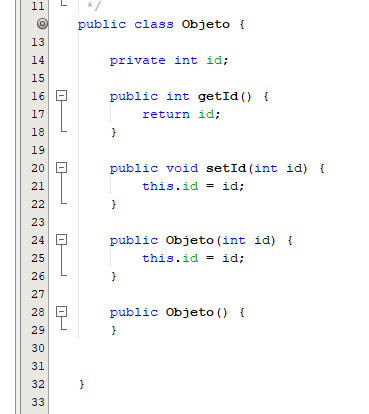 11 */
public class Objeto {
13
14 private int id;
15
16 public int getId() {
17 return id;
18 }
19
20 public void setId(int id) {
21 this.id = id;
22 }
23
24 public Objeto(int id) {
25 this.id = id;
26 }
27
28 public Objeto() {
29 }
30
31
32 }
33